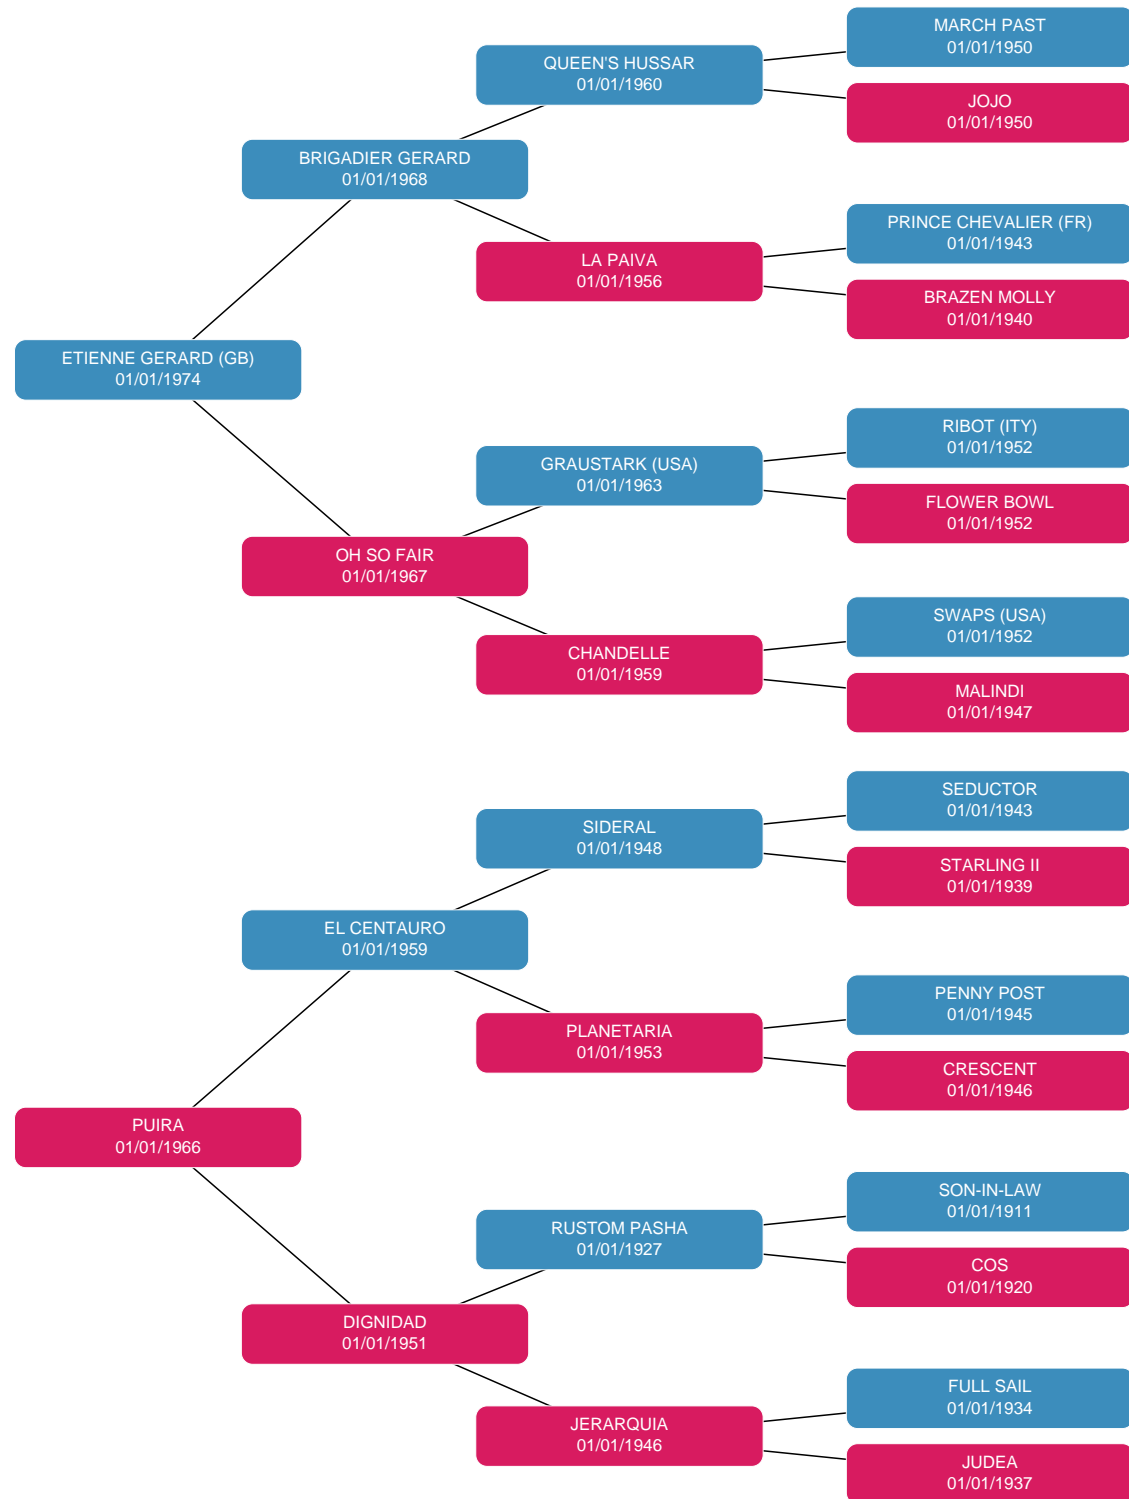 MARCH PAST
01/01/1950
QUEEN'S HUSSAR
01/01/1960
JOJO
01/01/1950
BRIGADIER GERARD
01/01/1968
PRINCE CHEVALIER (FR)
01/01/1943
LA PAIVA
01/01/1956
BRAZEN MOLLY
01/01/1940
ETIENNE GERARD (GB)
01/01/1974
RIBOT (ITY)
01/01/1952
GRAUSTARK (USA)
01/01/1963
FLOWER BOWL
01/01/1952
OH SO FAIR
01/01/1967
SWAPS (USA)
01/01/1952
CHANDELLE
01/01/1959
MALINDI
01/01/1947
SEDUCTOR
01/01/1943
SIDERAL
01/01/1948
STARLING II
01/01/1939
EL CENTAURO
01/01/1959
PENNY POST
01/01/1945
PLANETARIA
01/01/1953
CRESCENT
01/01/1946
PUIRA
01/01/1966
SON-IN-LAW
01/01/1911
RUSTOM PASHA
01/01/1927
COS
01/01/1920
DIGNIDAD
01/01/1951
FULL SAIL
01/01/1934
JERARQUIA
01/01/1946
JUDEA
01/01/1937